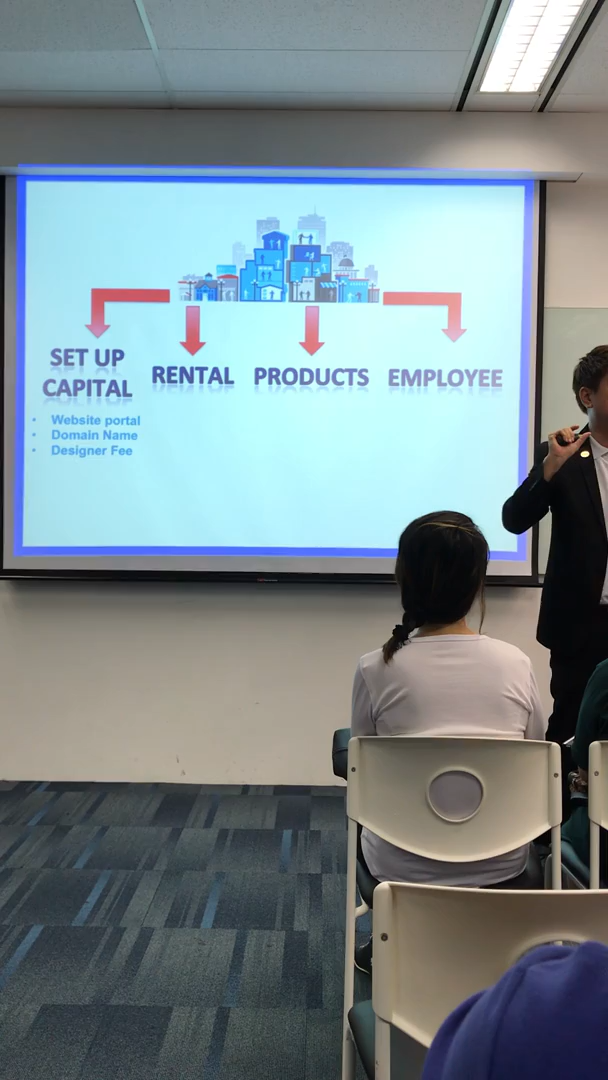 SET UP
CAPITAL
RENTAL
PRODUCTS
EMPLOYEE
• Website portal
• Domain Name
• Designer Fee